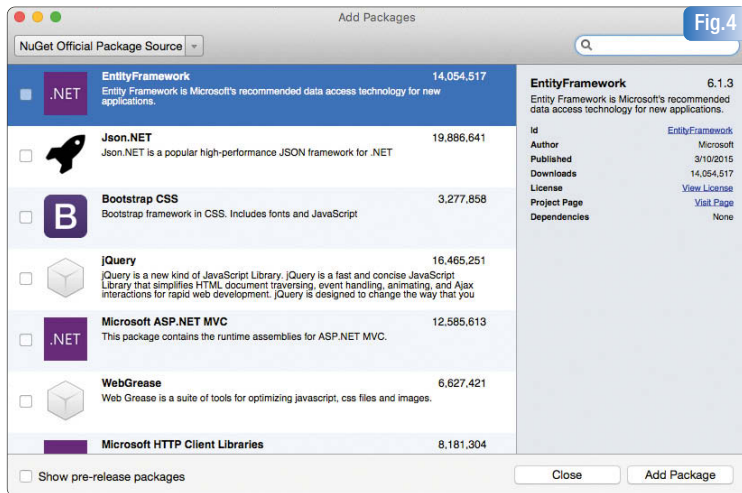 Add Packages
Fig.4
NuGet Official Package Source
EntityFramework 14,054,517
.NET
Entity Framework is Microsoft's recommended data access technology for new
applications.
Json.NET 19,886,641
Json.NET is a popular high-performance JSON framework for .NET
Bootstrap CSS 3,277,858
B
Bootstrap framework in CSS. Includes fonts and JavaScript
jQuery 16,465,251
jQuery is a new kind of JavaScript Library. jQuery is a fast and concise JavaScript
Library that simplifies HTML document traversing, event handling, animating, and Ajax
interactions for rapid web development. jQuery is designed to change the way that you
Microsoft ASP.NET MVC 12,585,613
.NET
This package contains the runtime assemblies for ASP.NET MVC.
WebGrease 6,627,421
Web Grease is a suite of tools for optimizing javascript, css files and images.
Microsoft HTTP Client Libraries 8,181,304
EntityFramework 6.1.3
Entity Framework is Microsoft's recommended
data access technology for new applications.
Id EntityFramework
Author Microsoft
Published 3/10/2015
Downloads 14,054,517
License View License
Project Page Visit Page
Dependencies None
Show pre-release packages
Close
Add Package